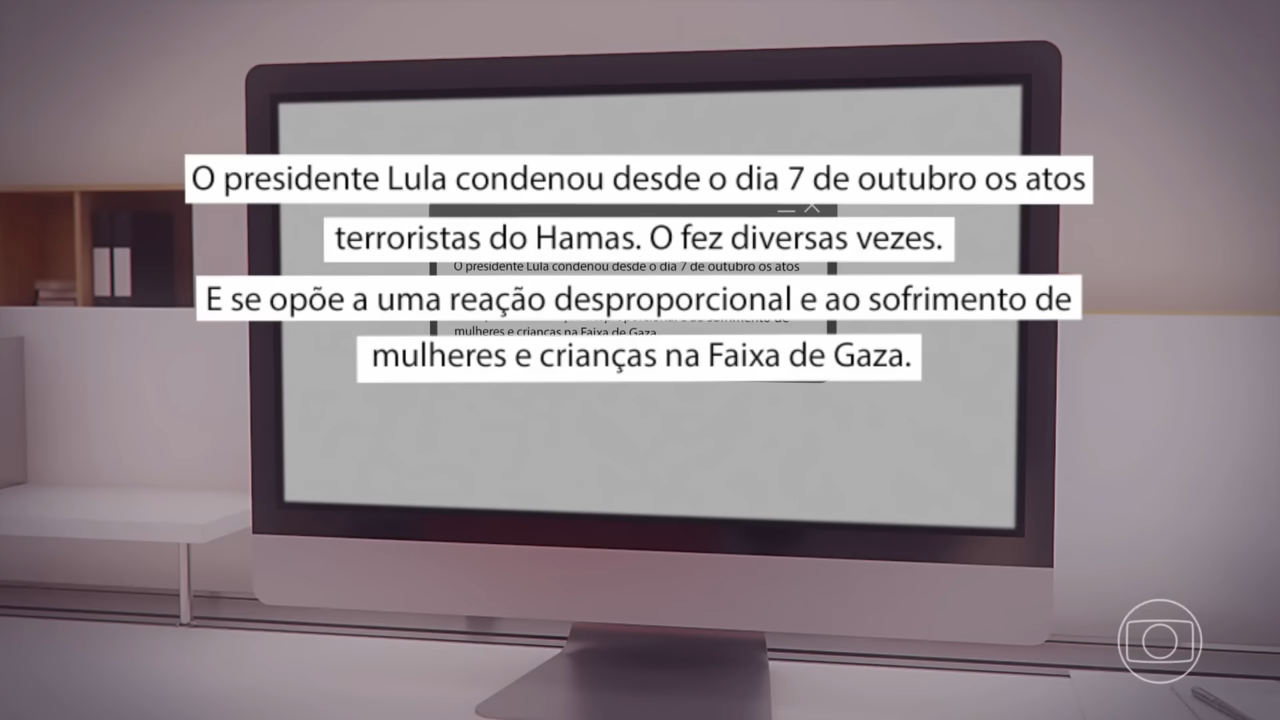 O presidente Lula condenou desde o dia 7 de outubro os atos
terroristas do Hamas. O fez diversas vezes.
O presidente Lula condenou desde o dia 7 de outubro os atos
E se opõe a uma reação desproporcional e ao sofrimento de
mulheres e crianças na Faixa de Gaza.
mulheres e crianças na Faixa de Gaza.